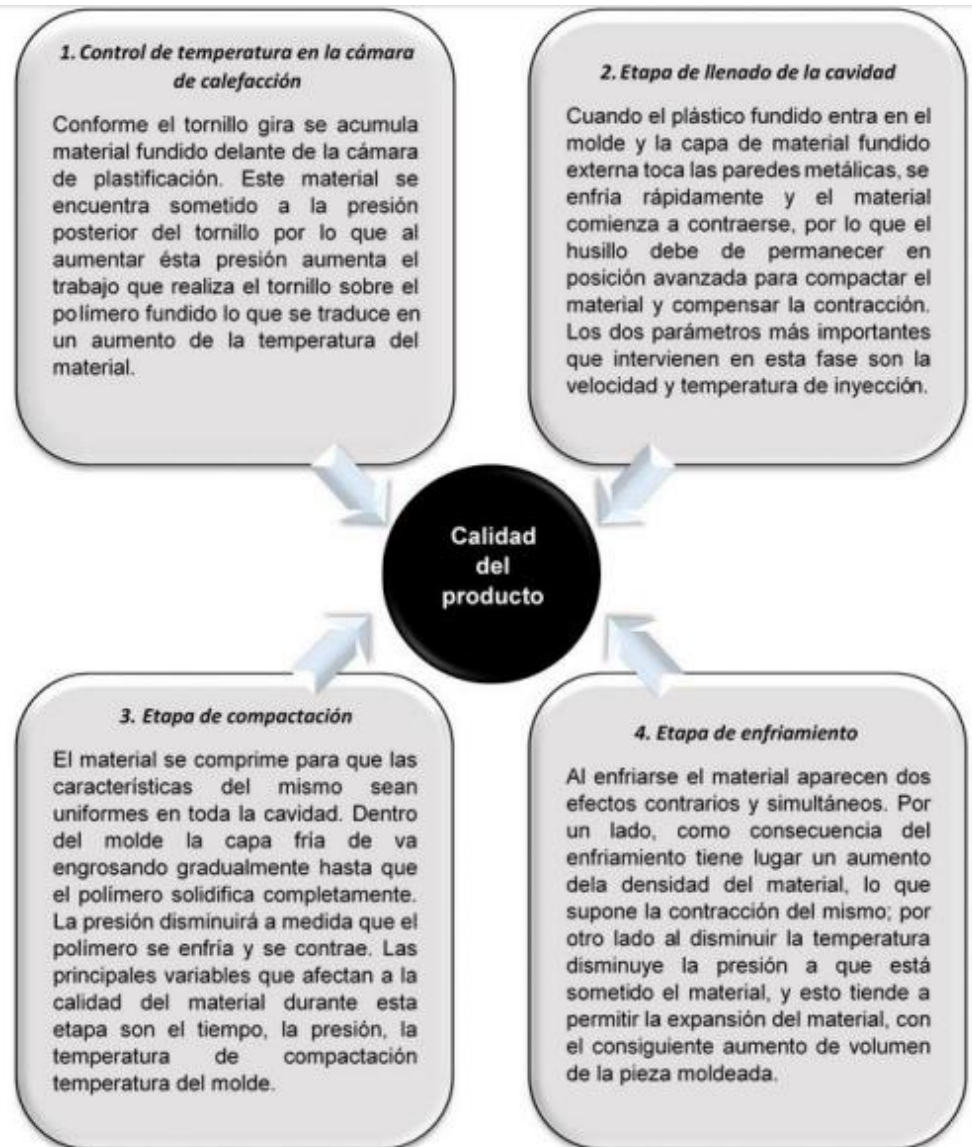 1. Control de temperatura en la cámara
de calefacción
Conforme el tornillo gira se acumula
material fundido delante de la cámara
de plastificación. Este material se
encuentra sometido a la presión
posterior del tornillo por lo que al
aumentar ésta presión aumenta el
trabajo que realiza el tornillo sobre el
polímero fundido lo que se traduce en
un aumento de la temperatura del
material.
2. Etapa de llenado de la cavidad
Cuando el plástico fundido entra en el
molde y la capa de material fundido
externa toca las paredes metálicas, se
enfría rápidamente y el material
comienza a contraerse, por lo que el
husillo debe de permanecer en
posición avanzada para compactar el
material y compensar la contracción.
Los dos parámetros más importantes
que intervienen en esta fase son la
velocidad y temperatura de inyección.
Calidad
del
producto
3. Etapa de compactación
El material se comprime para que las
características del mismo sean
uniformes en toda la cavidad. Dentro
del molde la capa fría de va
engrosando gradualmente hasta que
el polímero solidifica completamente.
La presión disminuirá a medida que el
polimero se enfría y se contrae. Las
principales variables que afectan a la
calidad del material durante esta
etapa son el tiempo, la presión, la
temperatura de compactación
temperatura del molde.
4. Etapa de enfriamiento
Al enfriarse el material aparecen dos
efectos contrarios y simultáneos. Por
un lado, como consecuencia del
enfriamiento tiene lugar un aumento
dela densidad del material, lo que
supone la contracción del mismo; por
otro lado al disminuir la temperatura
disminuye la presión a que está
sometido el material, y esto tiende a
permitir la expansión del material, con
el consiguiente aumento de volumen
de la pieza moldeada.